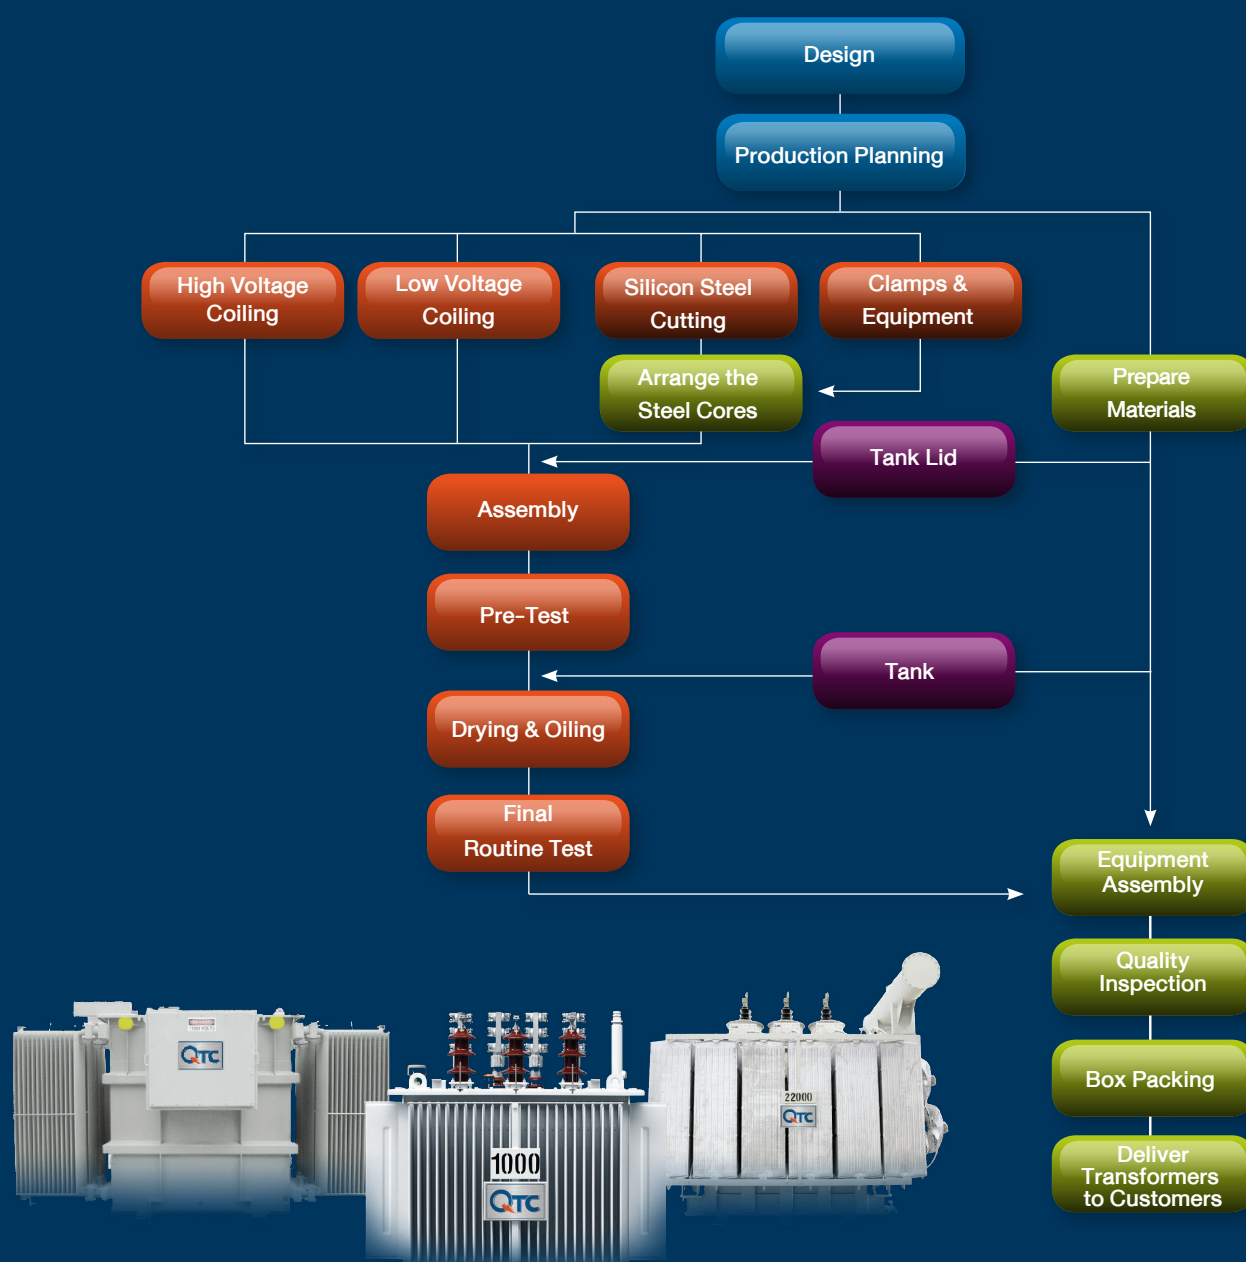 Design
Production Planning
High Voltage
Coiling
Low Voltage
Coiling
Silicon Steel
Cutting
Clamps &
Equipment
Arrange the
Steel Cores
Prepare
Materials
Tank Lid
Assembly
Pre-Test
Tank
Drying & Oiling
Final
Routine Test
Equipment
Assembly
Quality
Inspection
Box Packing
Deliver
Transformers
to Customers
QTC
1000
QTC
22000
QTC